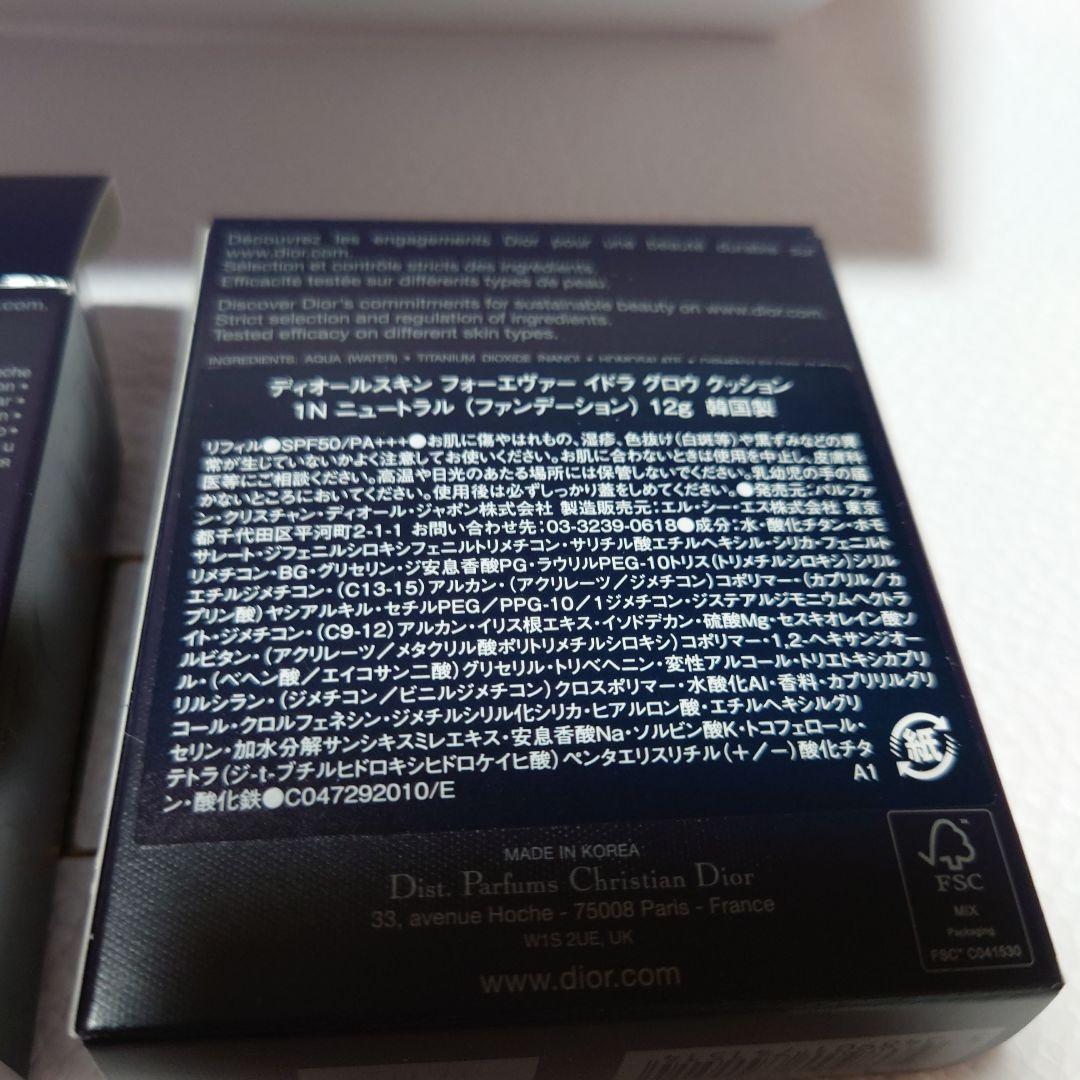 Découvrez les engagements Dior pour une beauté durable sur
www.dior.com.
Sélection et contrôle stricts des ingrédients.
Efficacité testée sur différents types de peau.
Discover Dior's commitments for sustainable beauty on www.dior.com.
Strict selection and regulation of ingredients.
Tested efficacy on different skin types.
INGREDIENTS: AQUA (WATER) • TITANIUM DIOXIDE [NANO] • HOMOSALATE •
ディオールスキン フォーエヴァー イドラ グロウ クッション
1N ニュートラル（ファンデーション）12g 韓国製
リフィル●SPF50/PA+++●お肌に傷やはれもの、湿疹、色抜け(白斑等)や黒ずみなどの異
常が生じていないかよく注意してお使いください。お肌に合わないときは使用を中止し、皮膚科
医等にご相談ください。高温や日光のあたる場所には保管しないでください。乳幼児の手の届
かないところにおいてください。使用後は必ずしっかり蓋をしめてください。●発売元：パルファ
ン・クリスチャン・ディオール・ジャポン株式会社 製造販売元：エル・シー・エス株式会社 東京
都千代田区平河町2-1-1 お問い合わせ先：03-3239-0618●成分：水・酸化チタン・ホモ
サレート・ジフェニルシロキシフェニルトリメチコン・サリチル酸エチルヘキシル・シリカ・フェニルト
リメチコン・BG・グリセリン・ジ安息香酸PG・ラウリルPEG-10トリス(トリメチルシロキシ)シリル
エチルジメチコン・(C13-15)アルカン・(アクリレーツ／ジメチコン)コポリマー・(カプリル／カ
プリン酸)ヤシアルキル・セチルPEG／PPG-10／1ジメチコン・ジステアルジモニウムヘクトラ
イト・ジメチコン・(C9-12)アルカン・イリス根エキス・イソドデカン・硫酸Mg・セスキオレイン酸ソ
ルビタン・(アクリレーツ／メタクリル酸ポリトリメチルシロキシ)コポリマー・1,2-ヘキサンジオー
ル・(ベヘン酸／エイコサン二酸)グリセリル・トリベヘニン・変性アルコール・トリエトキシカプリ
リルシラン・(ジメチコン／ビニルジメチコン)クロスポリマー・水酸化Al・香料・カプリリルグリ
コール・クロルフェネシン・ジメチルシリル化シリカ・ヒアルロン酸・エチルヘキシルグリ
セリン・加水分解サンシキスミレエキス・安息香酸Na・ソルビン酸K・トコフェロール・
テトラ(ジ-t-ブチルヒドロキシヒドロケイヒ酸)ペンタエリスリチル(＋／−)酸化チタ
ン・酸化鉄●C047292010/E
A1
紙
MADE IN KOREA
Dist. Parfums Christian Dior
33, avenue Hoche - 75008 Paris - France
W1S 2UE, UK
www.dior.com
FSC
MIX
Packaging
FSC® C041530